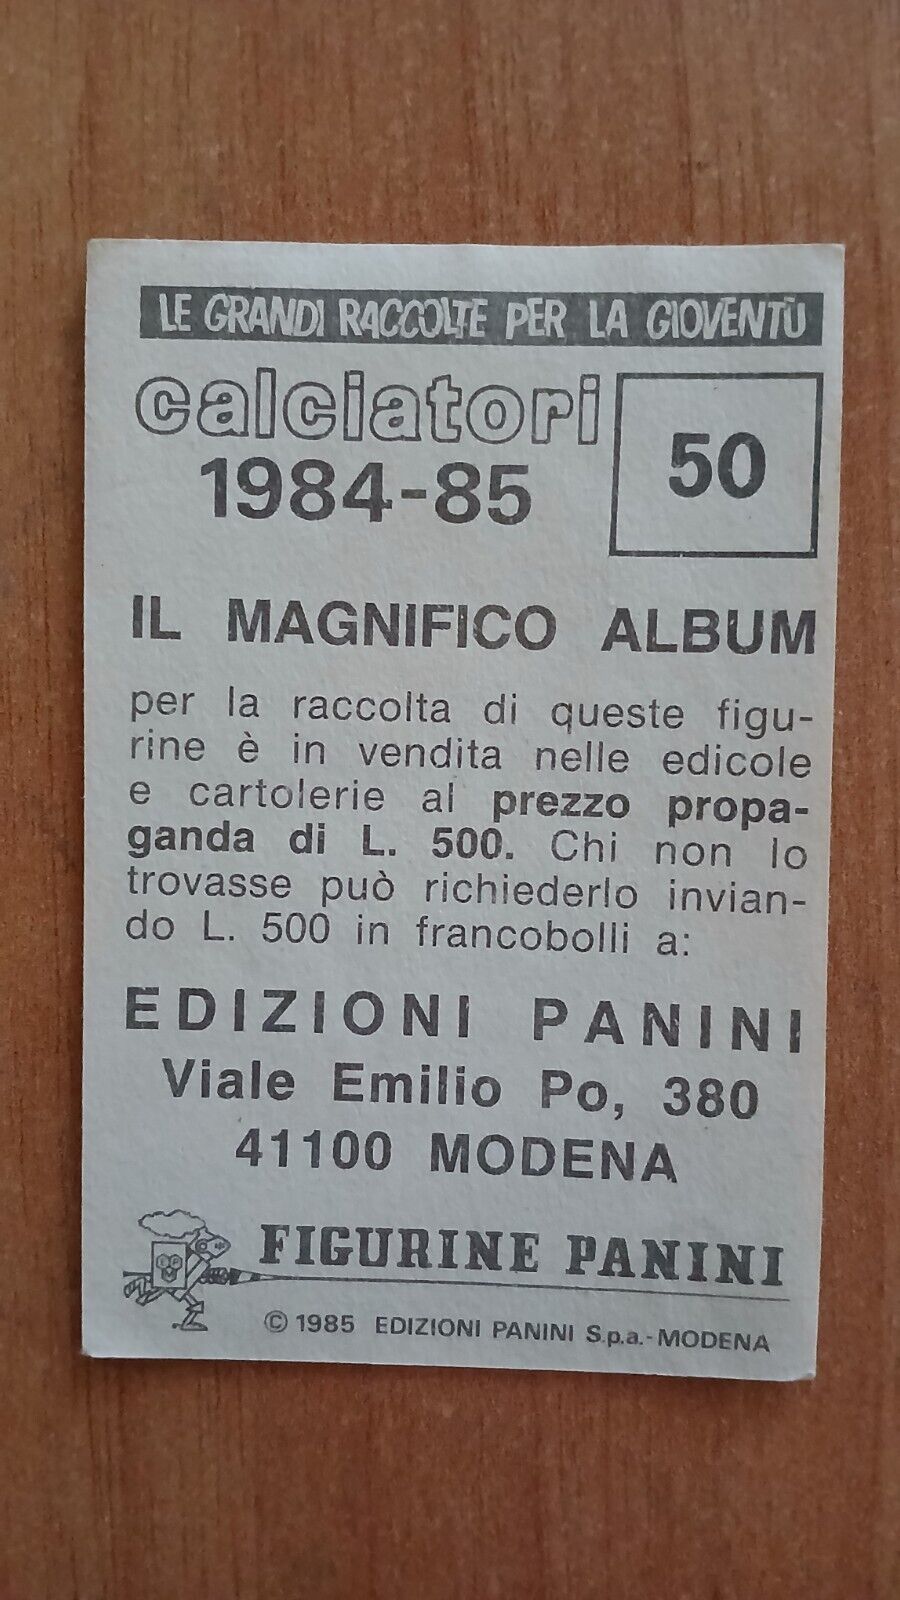 LE GRANDI RACCOLTE PER LA GIOVENTÙ
calciatori
1984-85
50
IL MAGNIFICO ALBUM
per la raccolta di queste figu-
rine è in vendita nelle edicole
e cartolerie al prezzo propa-
ganda di L. 500. Chi non lo
trovasse può richiederlo invian-
do L. 500 in francobolli a:
EDIZIONI PANINI
Viale Emilio Po, 380
41100 MODENA
FIGURINE PANINI
© 1985 EDIZIONI PANINI S.p.a.-MODENA